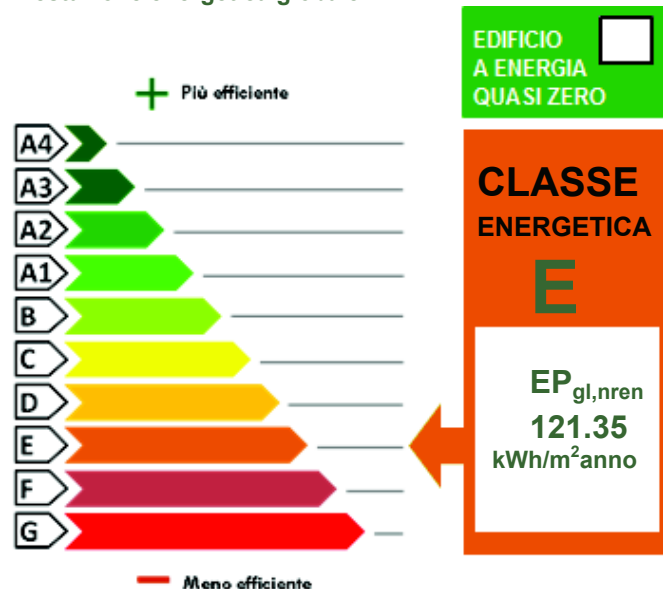 EDIFICIO
A ENERGIA
QUASI ZERO
Più efficiente
A4
A3
A2
A1
B
C
D
E
F
G
Meno efficiente
CLASSE
ENERGETICA
E
EPgl,nren
121.35
kWh/m²anno